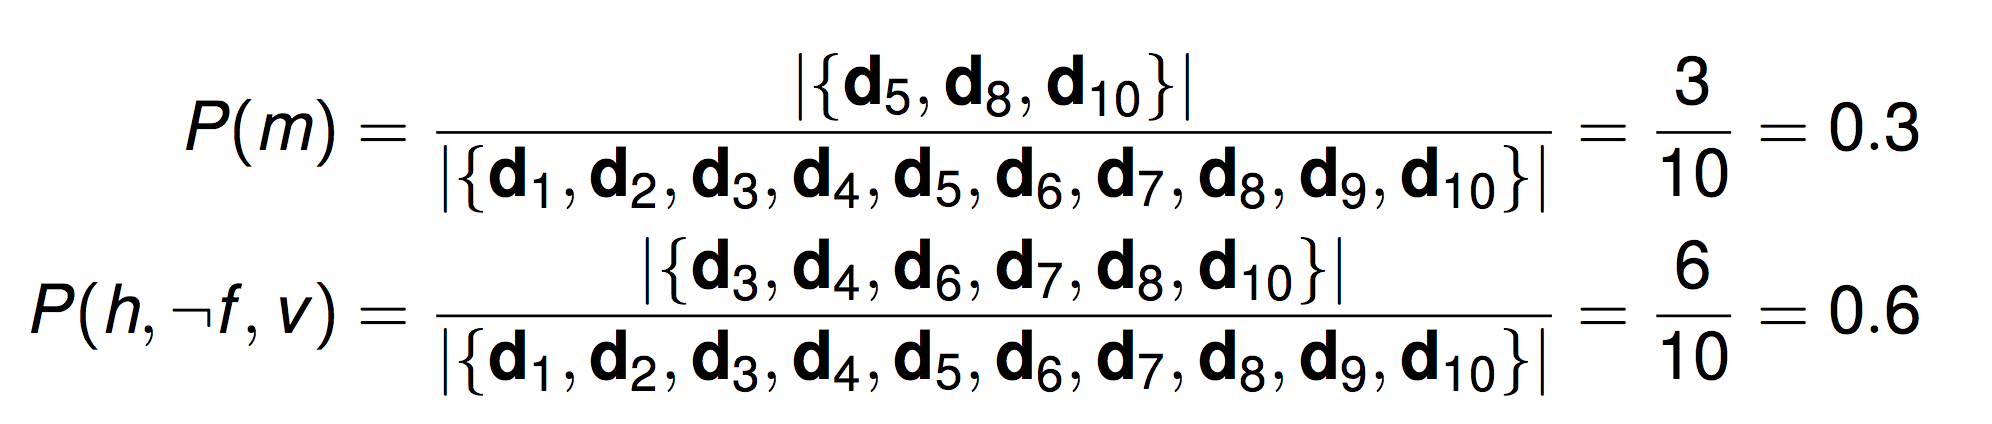 P(m) = |{d₅, d₈, d₁₀}| / |{d₁, d₂, d₃, d₄, d₅, d₆, d₇, d₈, d₉, d₁₀}| = 3/10 = 0.3
P(h, ¬f, v) = |{d₃, d₄, d₆, d₇, d₈, d₁₀}| / |{d₁, d₂, d₃, d₄, d₅, d₆, d₇, d₈, d₉, d₁₀}| = 6/10 = 0.6